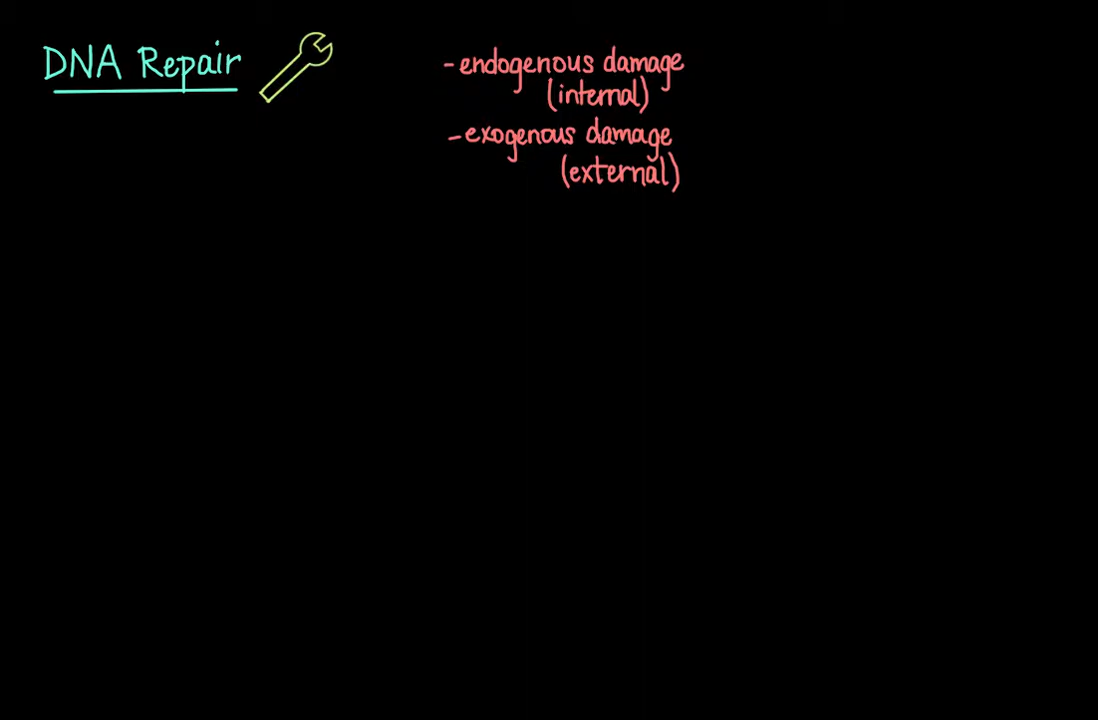 DNA Repair
-endogenous damage
(internal)
-exogenous damage
(external)